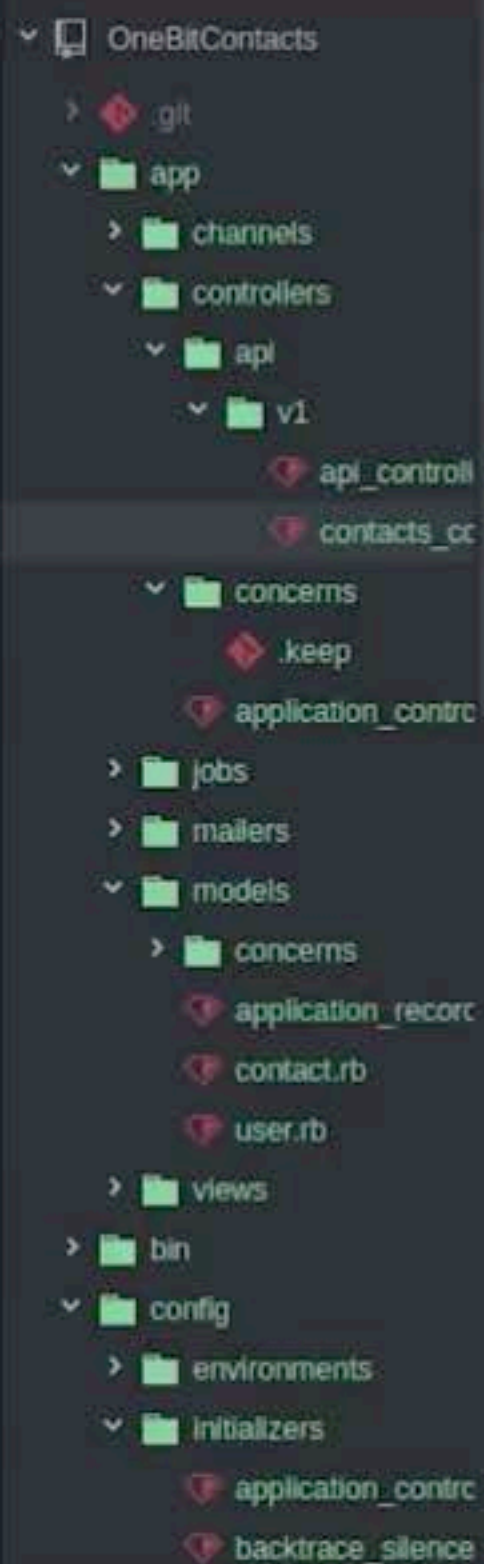 OneBitContacts
.git
app
channels
controllers
api
v1
api_controll
contacts_cc
concerns
.keep
application_contrc
jobs
mailers
models
concerns
application_recorc
contact.rb
user.rb
views
bin
config
environments
initializers
application_contrc
backtrace_silence